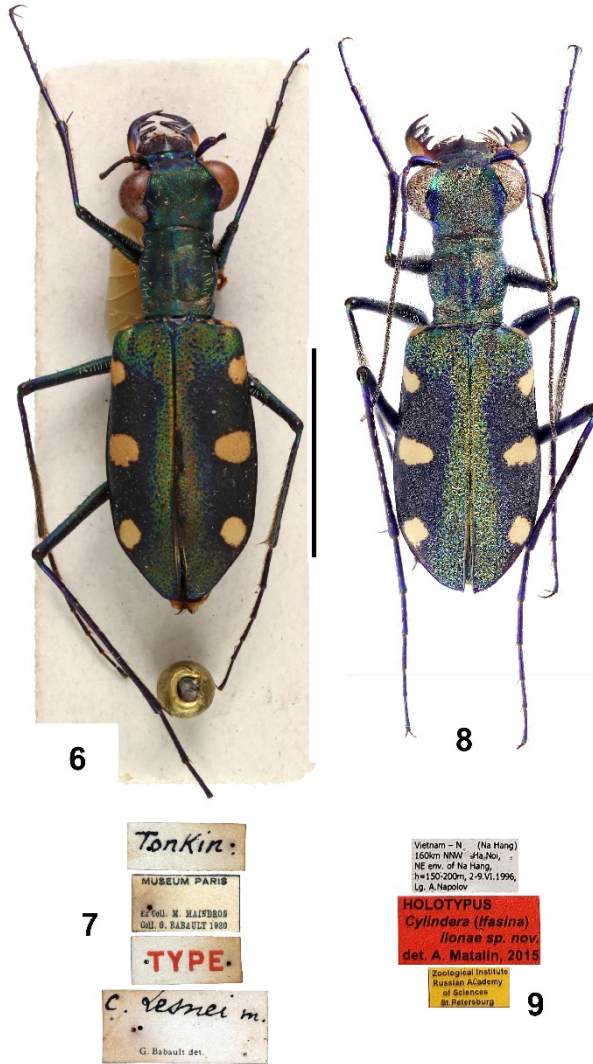 6
8
7
Tonkin.
MUSEUM PARIS
Ex Coll. M. MAINDRON
Coll. G. BABAULT 1930
TYPE
C. Lesnei m.
G. Babault det.
Vietnam – N (Na Hang)
160km NNW Ha Noi,
NE env. of Na Hang,
h=150-200m, 2-9.VI.1996,
Lg. A.Napolov
HOLOTYPUS
Cylindera (Ifasina)
ilonae sp. nov.
det. A. Matalin, 2015
Zoological Institute
Russian Academy
of Sciences
St.Petersburg
9